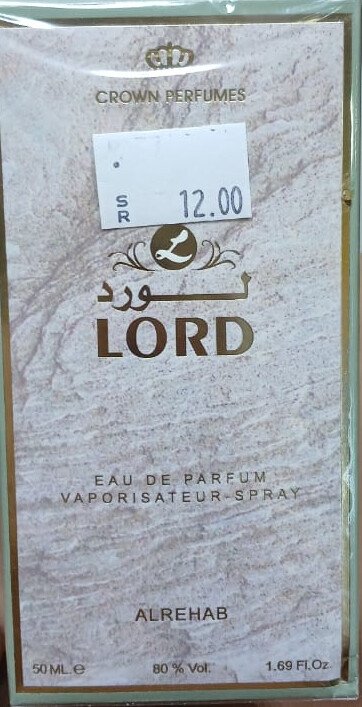 CROWN PERFUMES
SR 12.00
L
لورد
LORD
EAU DE PARFUM
VAPORISATEUR-SPRAY
ALREHAB
50 ML.e 80 % Vol. 1.69 Fl.Oz.